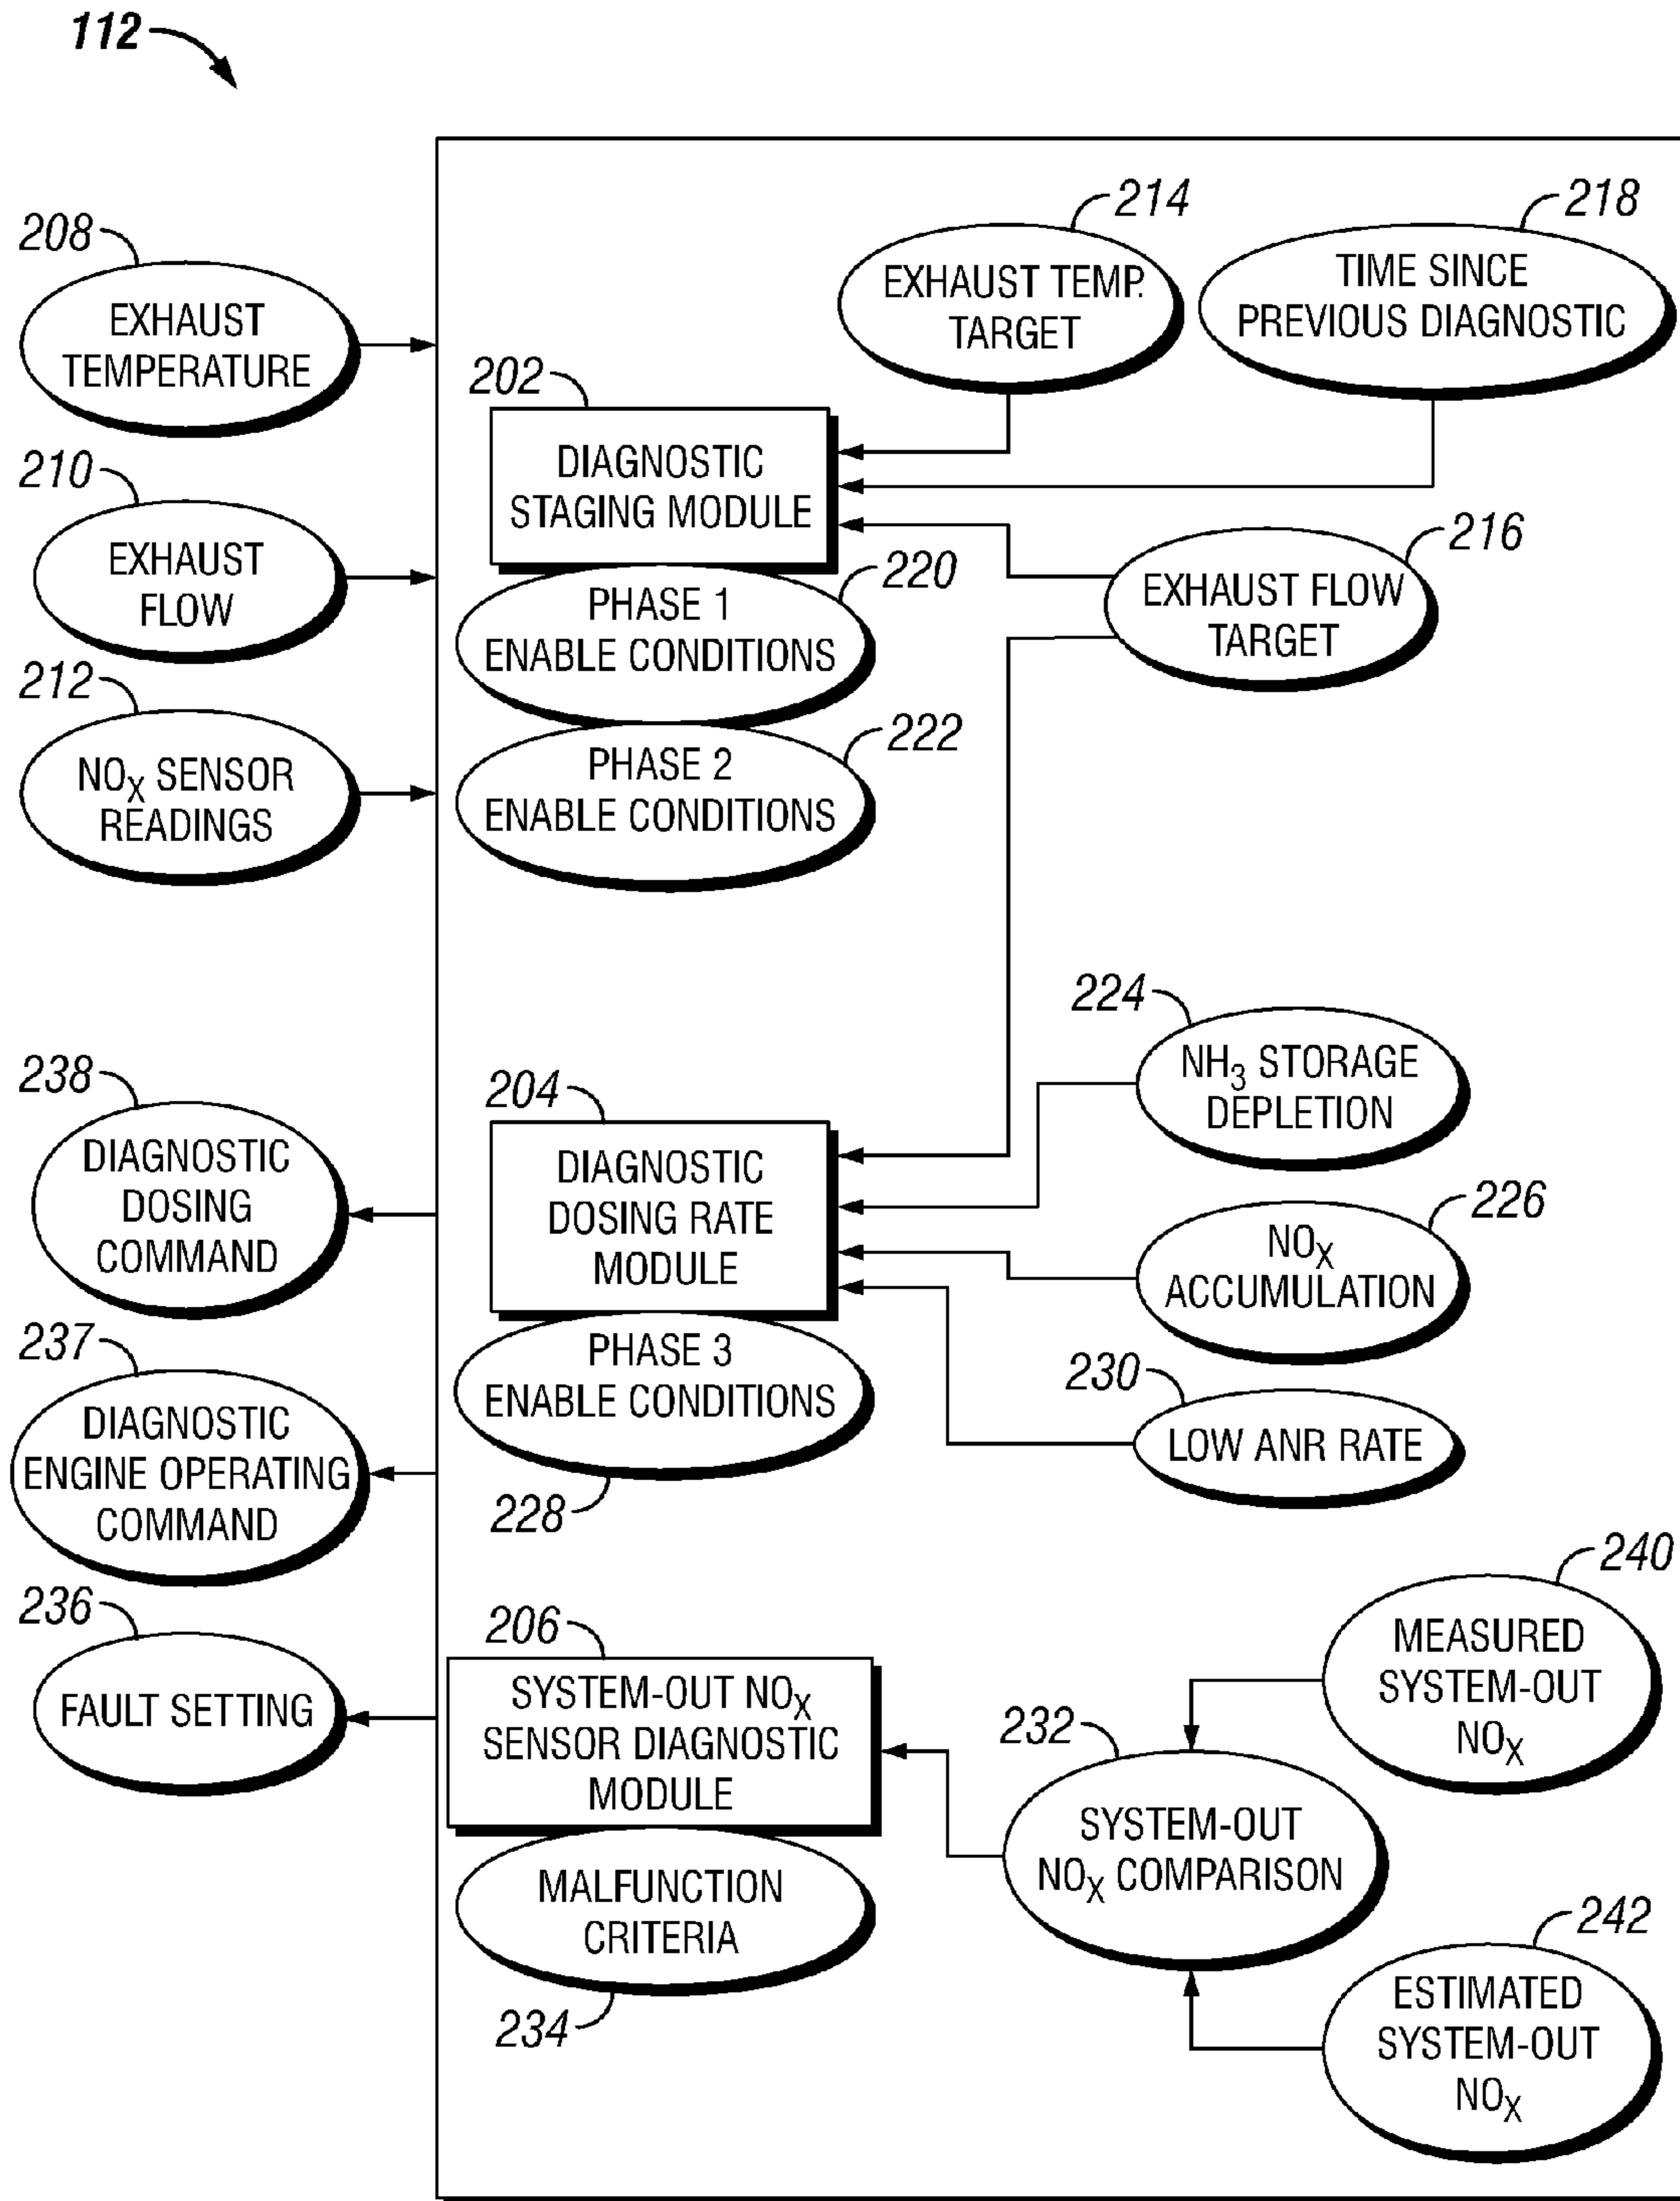 112
208
EXHAUST
TEMPERATURE
210
EXHAUST
FLOW
212
NOX SENSOR
READINGS
238
DIAGNOSTIC
DOSING
COMMAND
237
DIAGNOSTIC
ENGINE OPERATING
COMMAND
236
FAULT SETTING
214
EXHAUST TEMP.
TARGET
218
TIME SINCE
PREVIOUS DIAGNOSTIC
202
DIAGNOSTIC
STAGING MODULE
216
EXHAUST FLOW
TARGET
220
PHASE 1
ENABLE CONDITIONS
222
PHASE 2
ENABLE CONDITIONS
224
NH3 STORAGE
DEPLETION
204
DIAGNOSTIC
DOSING RATE
MODULE
226
NOX
ACCUMULATION
PHASE 3
ENABLE CONDITIONS
228
230
LOW ANR RATE
240
MEASURED
SYSTEM-OUT
NOX
206
SYSTEM-OUT NOX
SENSOR DIAGNOSTIC
MODULE
232
SYSTEM-OUT
NOX COMPARISON
MALFUNCTION
CRITERIA
234
242
ESTIMATED
SYSTEM-OUT
NOX